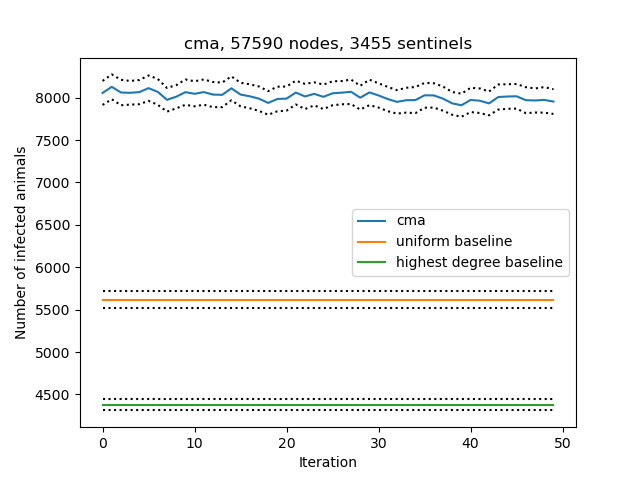 cma, 57590 nodes, 3455 sentinels
Number of infected animals
8000
7500
7000
6500
6000
5500
5000
4500
cma
uniform baseline
highest degree baseline
0
10
20
30
40
50
Iteration